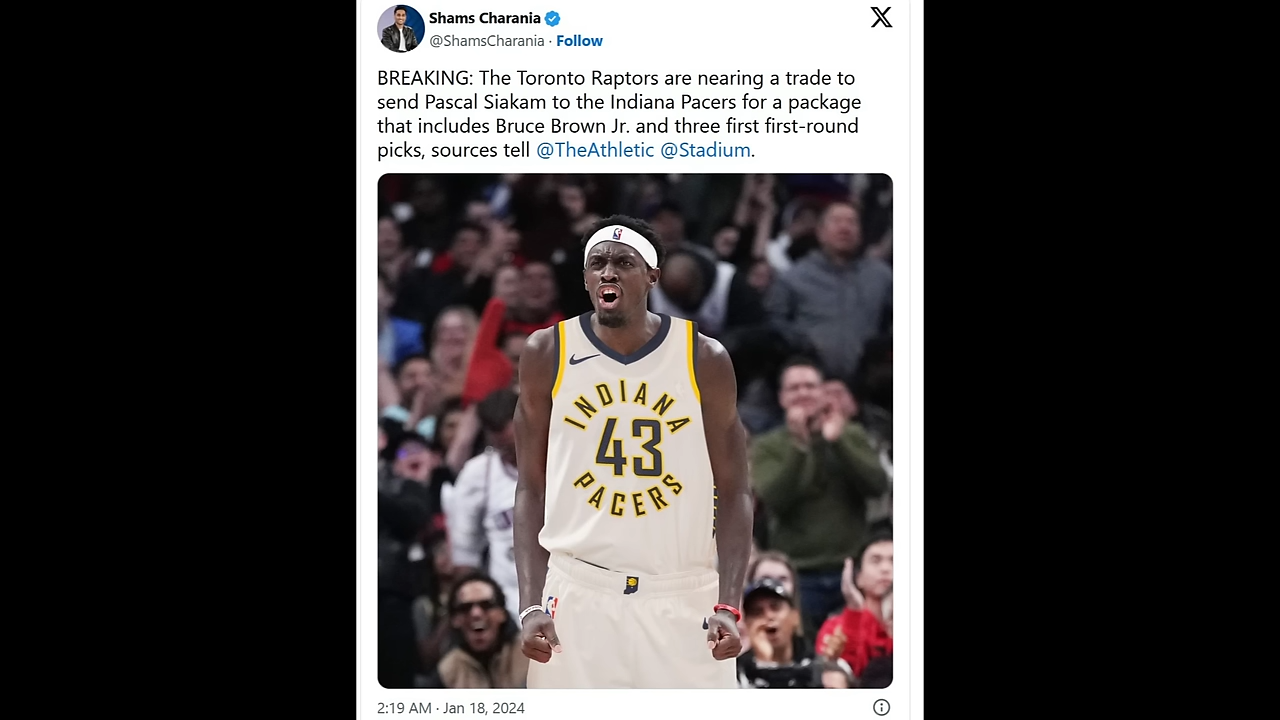 Shams Charania
@ShamsCharania · Follow
BREAKING: The Toronto Raptors are nearing a trade to
send Pascal Siakam to the Indiana Pacers for a package
that includes Bruce Brown Jr. and three first first-round
picks, sources tell @TheAthletic @Stadium.
INDIANA
43
PACERS
2:19 AM · Jan 18, 2024